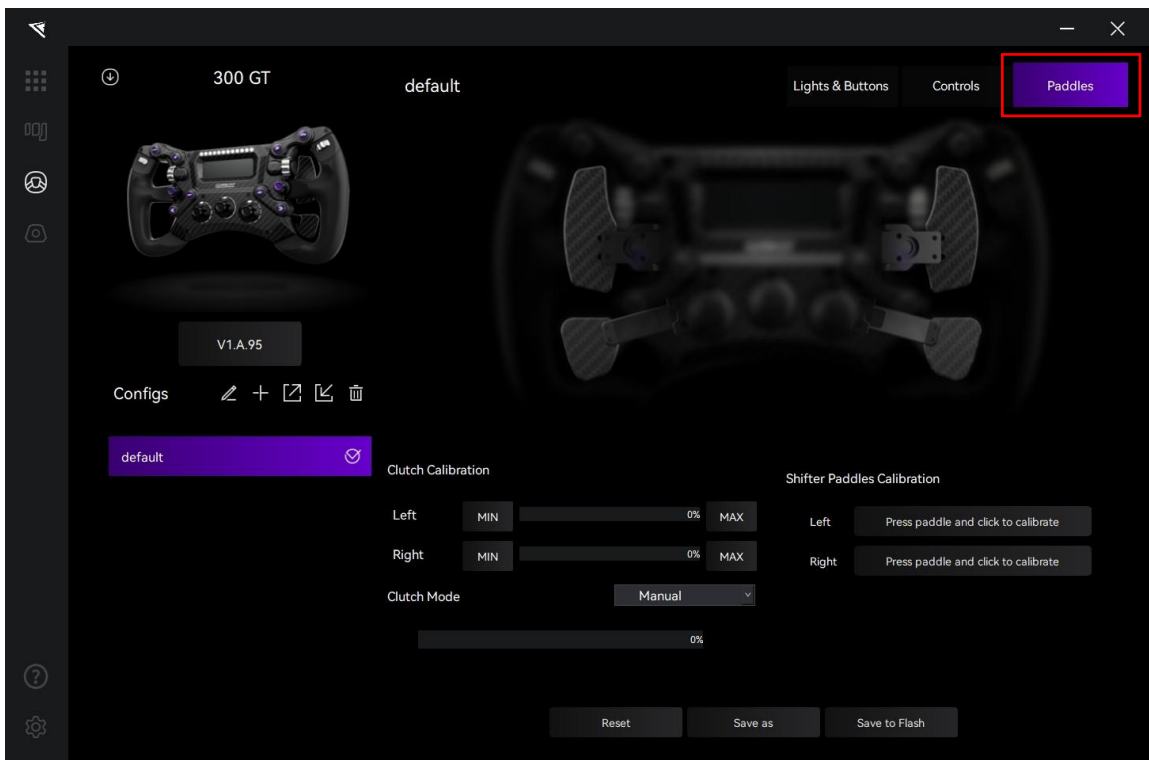 300 GT
default
Lights & Buttons
Controls
Paddles
V1.A.95
Configs
default
Clutch Calibration
Left MIN 0% MAX
Right MIN 0% MAX
Clutch Mode Manual
0%
Shifter Paddles Calibration
Left Press paddle and click to calibrate
Right Press paddle and click to calibrate
Reset
Save as
Save to Flash